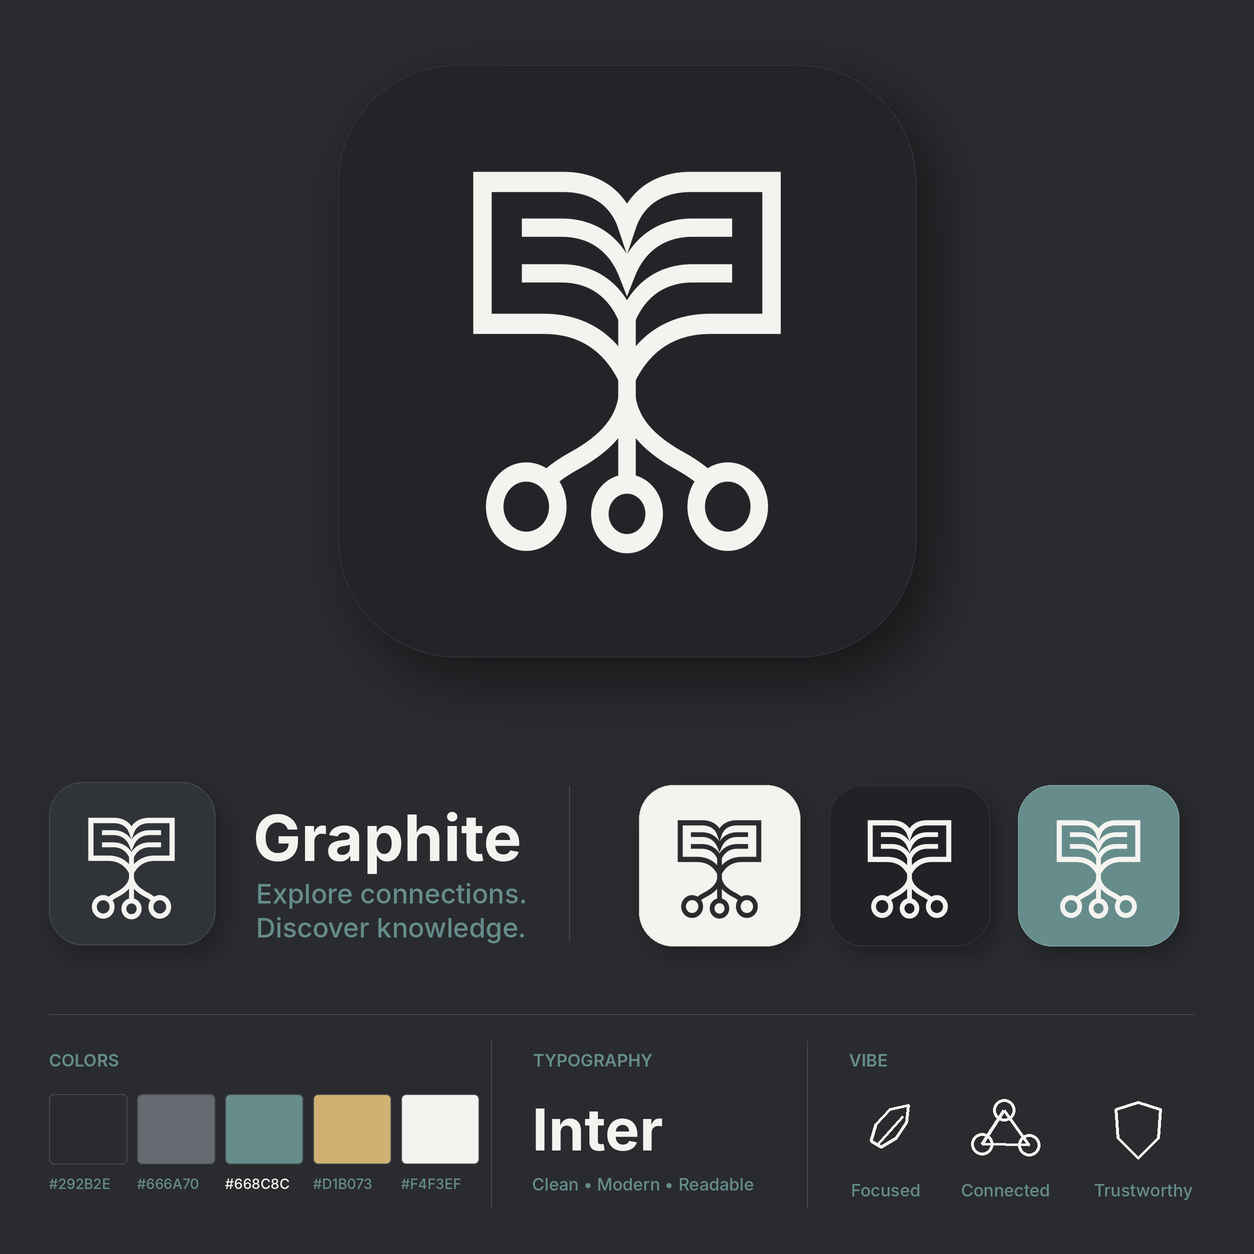 Graphite
Explore connections.
Discover knowledge.
COLORS
#292B2E
#666A70
#668C8C
#D1B073
#F4F3EF
TYPOGRAPHY
Inter
Clean • Modern • Readable
VIBE
Focused
Connected
Trustworthy